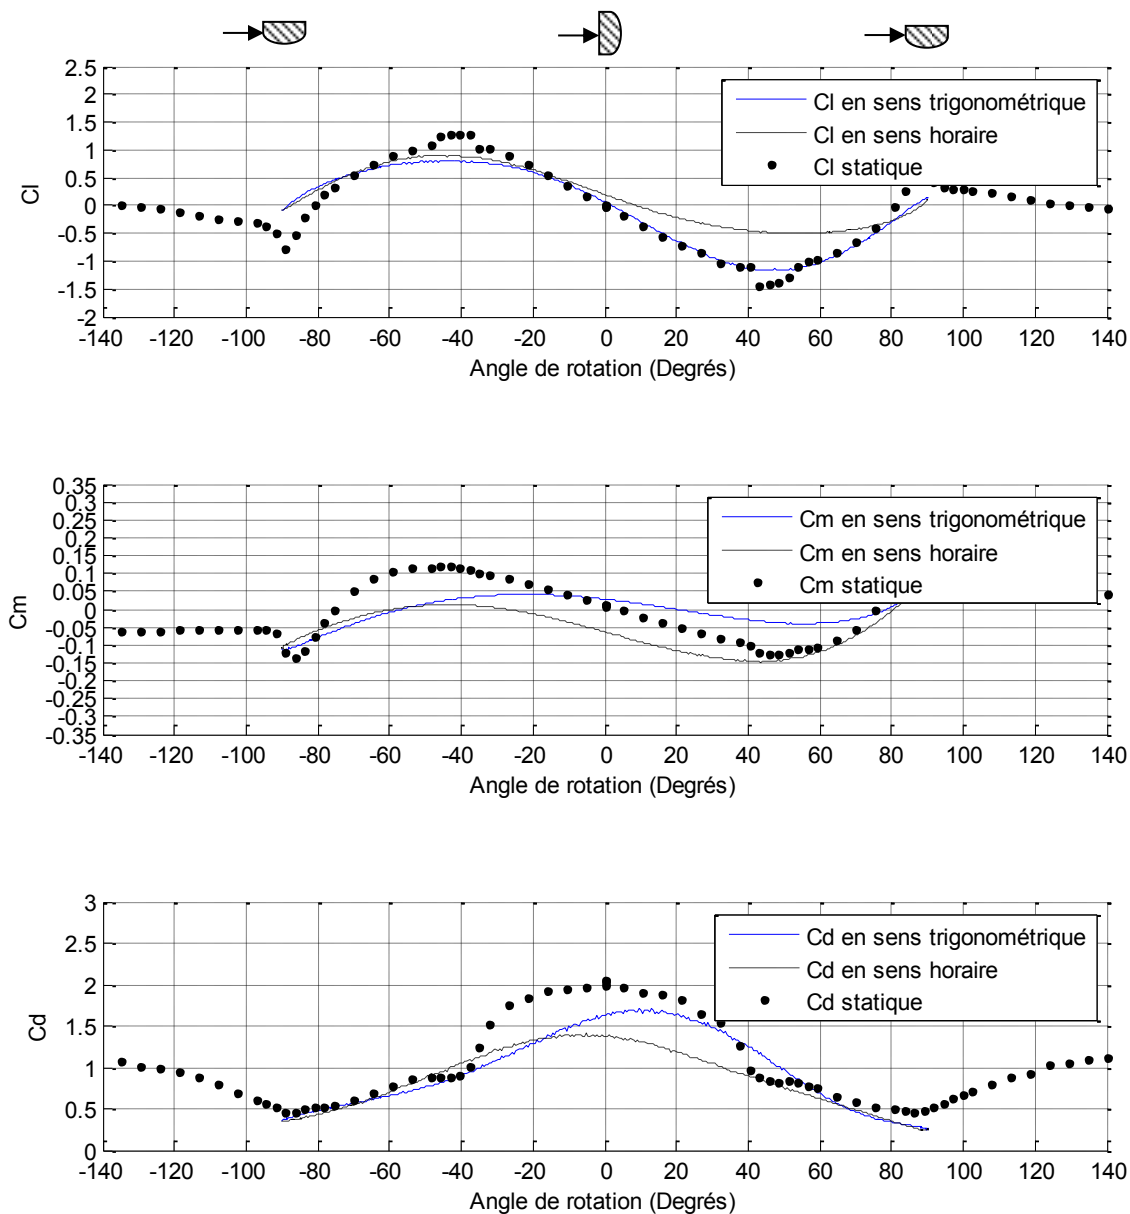 2.5
2
1.5
1
0.5
0
-0.5
-1
-1.5
-2
Cl
Cl en sens trigonométrique
Cl en sens horaire
Cl statique
-140 -120 -100 -80 -60 -40 -20 0 20 40 60 80 100 120 140
Angle de rotation (Degrés)
0.35
0.3
0.25
0.2
0.15
0.1
0.05
0
-0.05
-0.1
-0.15
-0.2
-0.25
-0.3
-0.35
Cm
Cm en sens trigonométrique
Cm en sens horaire
Cm statique
-140 -120 -100 -80 -60 -40 -20 0 20 40 60 80 100 120 140
Angle de rotation (Degrés)
3
2.5
2
1.5
1
0.5
0
Cd
Cd en sens trigonométrique
Cd en sens horaire
Cd statique
-140 -120 -100 -80 -60 -40 -20 0 20 40 60 80 100 120 140
Angle de rotation (Degrés)